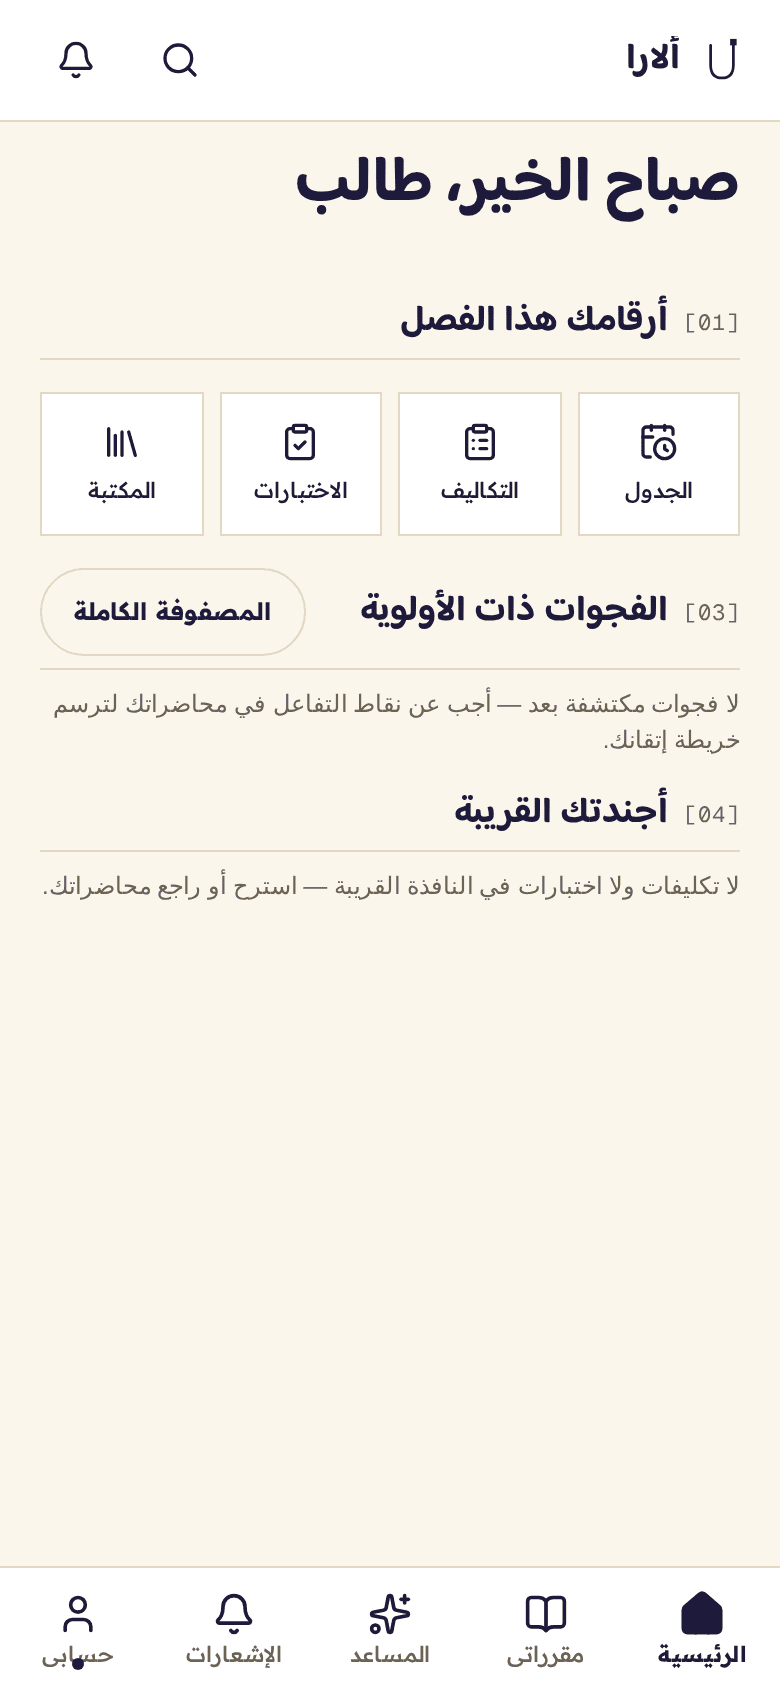 ألارا
صباح الخير، طالب
[01] أرقامك هذا الفصل
الجدول
التكاليف
الاختبارات
المكتبة
[03] الفجوات ذات الأولوية
المصفوفة الكاملة
لا فجوات مكتشفة بعد — أجب عن نقاط التفاعل في محاضراتك لترسم
خريطة إتقانك.
[04] أجندتك القريبة
لا تكليفات ولا اختبارات في النافذة القريبة — استرح أو راجع محاضراتك.
الرئيسية
مقرراتي
المساعد
الإشعارات
حسابي